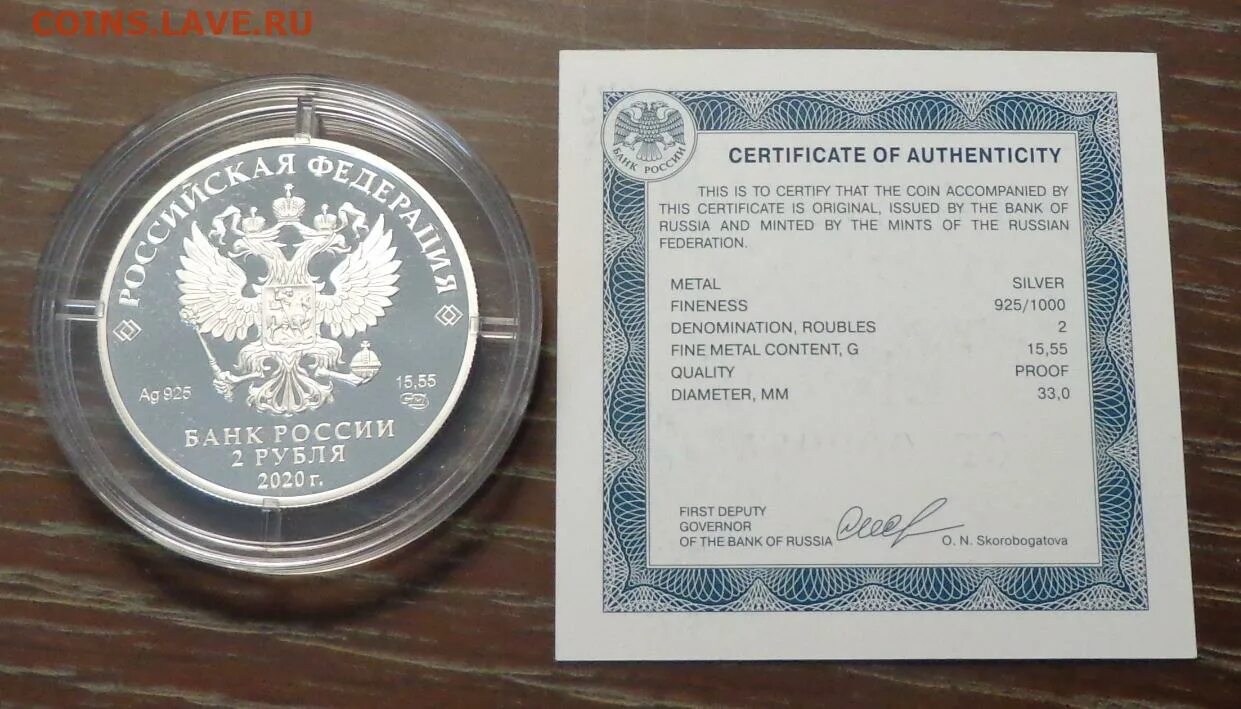 COINS.LAVE.RU
РОССИЙСКАЯ ФЕДЕРАЦИЯ
Ag 925
15,55
БАНК РОССИИ
2 РУБЛЯ
2020 г.
БАНК РОССИИ
CERTIFICATE OF AUTHENTICITY
THIS IS TO CERTIFY THAT THE COIN ACCOMPANIED BY
THIS CERTIFICATE IS ORIGINAL, ISSUED BY THE BANK OF
RUSSIA AND MINTED BY THE MINTS OF THE RUSSIAN
FEDERATION.
METAL SILVER
FINENESS 925/1000
DENOMINATION, ROUBLES 2
FINE METAL CONTENT, G 15,55
QUALITY PROOF
DIAMETER, MM 33,0
FIRST DEPUTY
GOVERNOR
OF THE BANK OF RUSSIA O. N. Skorobogatova